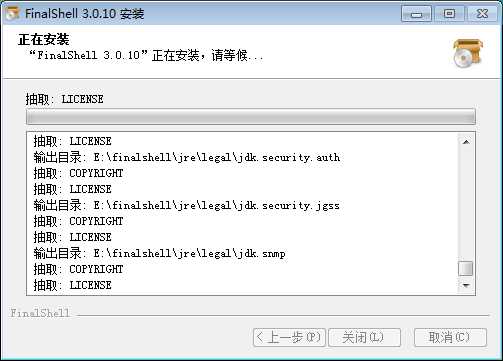 FinalShell 3.0.10 安装
正在安装
“FinalShell 3.0.10”正在安装,请等候...
抽取: LICENSE
抽取: LICENSE
输出目录: E:\finalshell\jre\legal\jdk.security.auth
抽取: COPYRIGHT
抽取: LICENSE
输出目录: E:\finalshell\jre\legal\jdk.security.jgss
抽取: COPYRIGHT
抽取: LICENSE
输出目录: E:\finalshell\jre\legal\jdk.snmp
抽取: COPYRIGHT
抽取: LICENSE
FinalShell
< 上一步(P) 关闭(L) 取消(C)